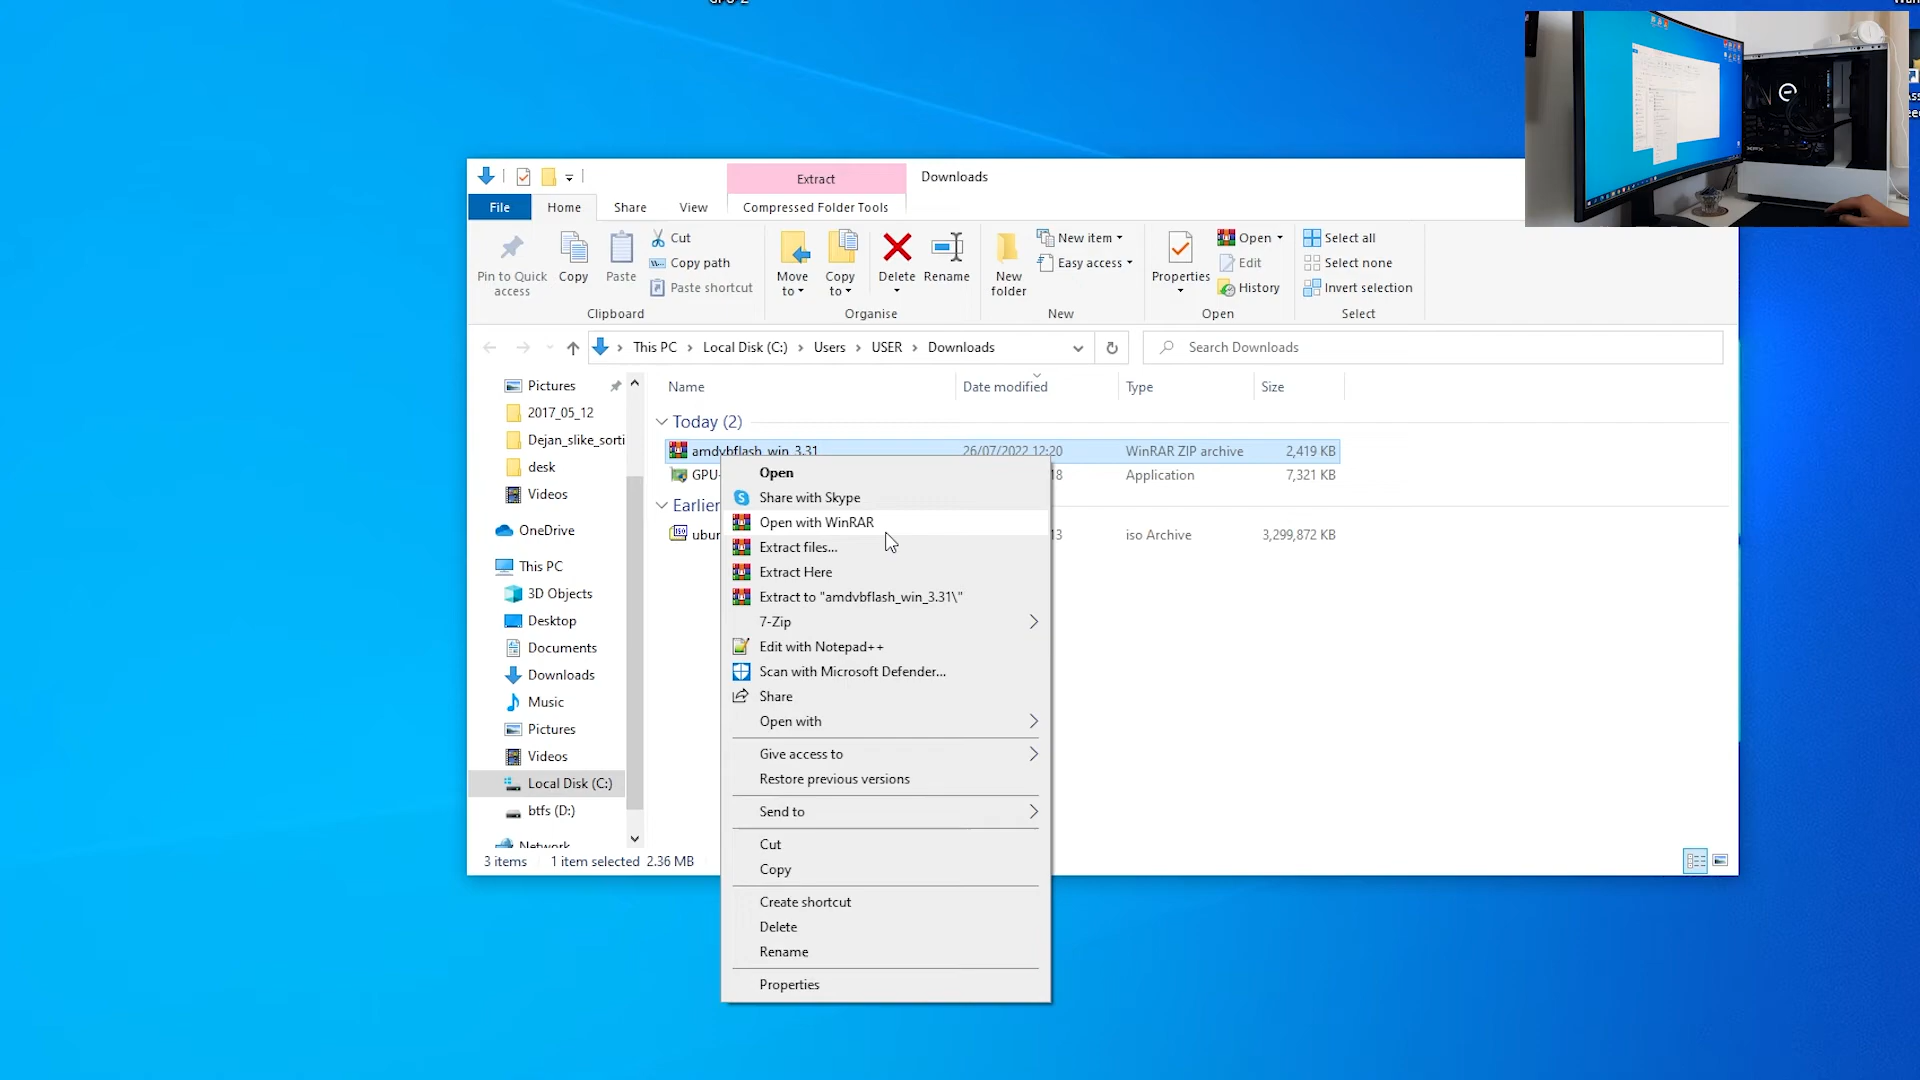 GPU-Z
Extract
Downloads
File
Home
Share
View
Compressed Folder Tools
Pin to Quick access
Copy
Paste
Cut
Copy path
Paste shortcut
Clipboard
Move to
Copy to
Delete
Rename
Organise
New folder
New item
Easy access
New
Properties
Open
Edit
History
Open
Select all
Select none
Invert selection
Select
This PC
Local Disk (C:)
Users
USER
Downloads
Search Downloads
Name
Date modified
Type
Size
Pictures
2017_05_12
Dejan_slike_sorti
desk
Videos
OneDrive
This PC
3D Objects
Desktop
Documents
Downloads
Music
Pictures
Videos
Local Disk (C:)
btfs (D:)
Network
Today (2)
amdvbflash_win_3.31 26/07/2022 12:20 WinRAR ZIP archive 2,419 KB
GPU- 18 Application 7,321 KB
Earlier
ubu 13 iso Archive 3,299,872 KB
Open
Share with Skype
Open with WinRAR
Extract files...
Extract Here
Extract to "amdvbflash_win_3.31\"
7-Zip
Edit with Notepad++
Scan with Microsoft Defender...
Share
Open with
Give access to
Restore previous versions
Send to
Cut
Copy
Create shortcut
Delete
Rename
Properties
3 items 1 item selected 2.36 MB